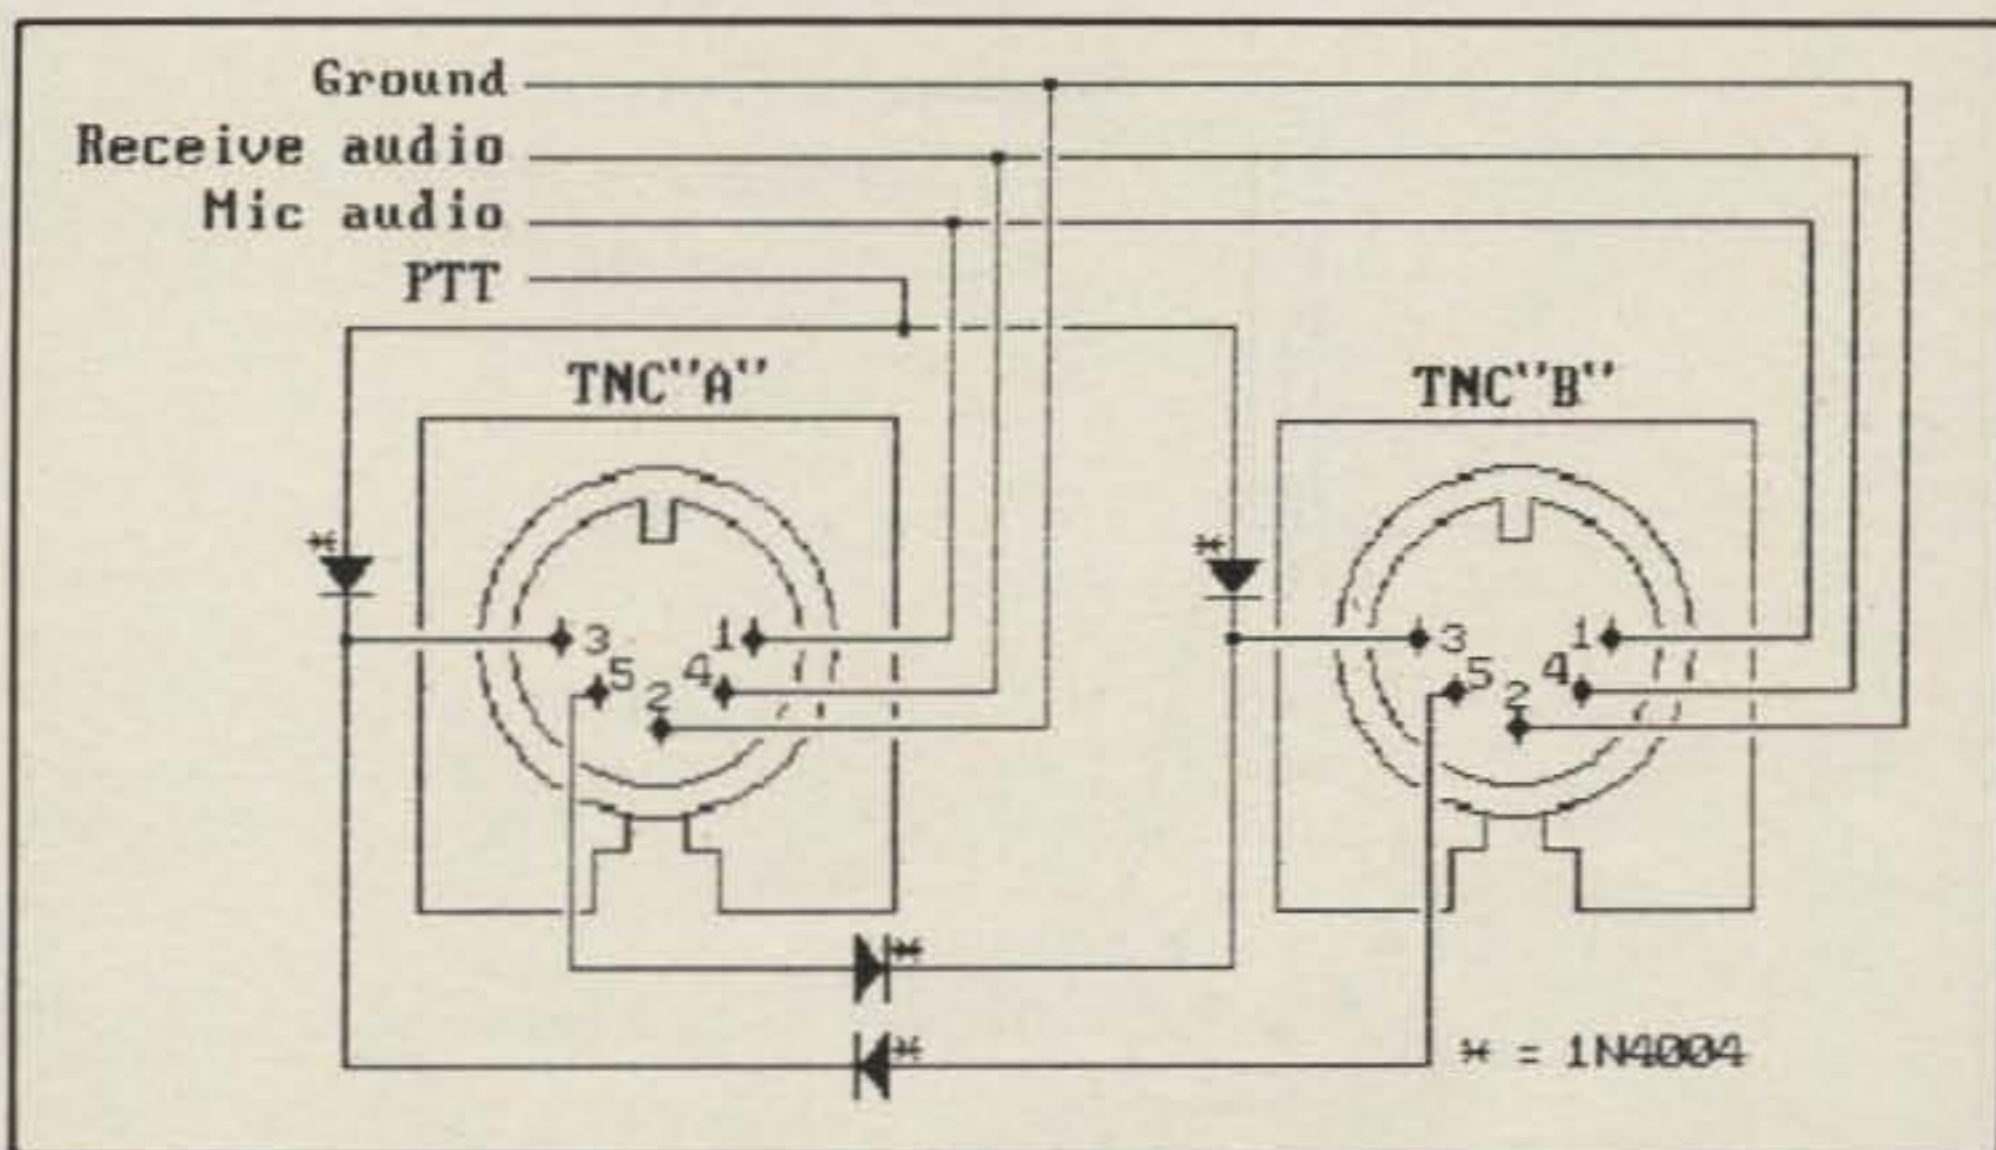 Ground
Receive audio
Mic audio
PTT
TNC"A"
TNC"B"
*
*
3 1
5 2 4
3 1
5 2 4
*
*
* = 1N4004